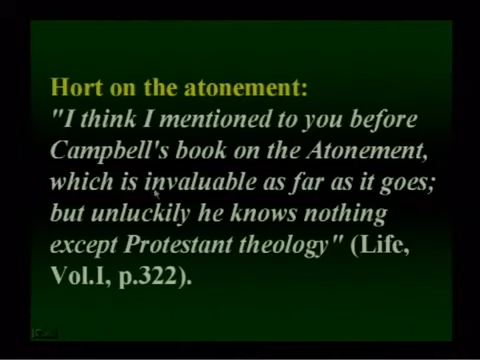 Hort on the atonement:
"I think I mentioned to you before
Campbell's book on the Atonement,
which is invaluable as far as it goes;
but unluckily he knows nothing
except Protestant theology" (Life,
Vol.I, p.322).